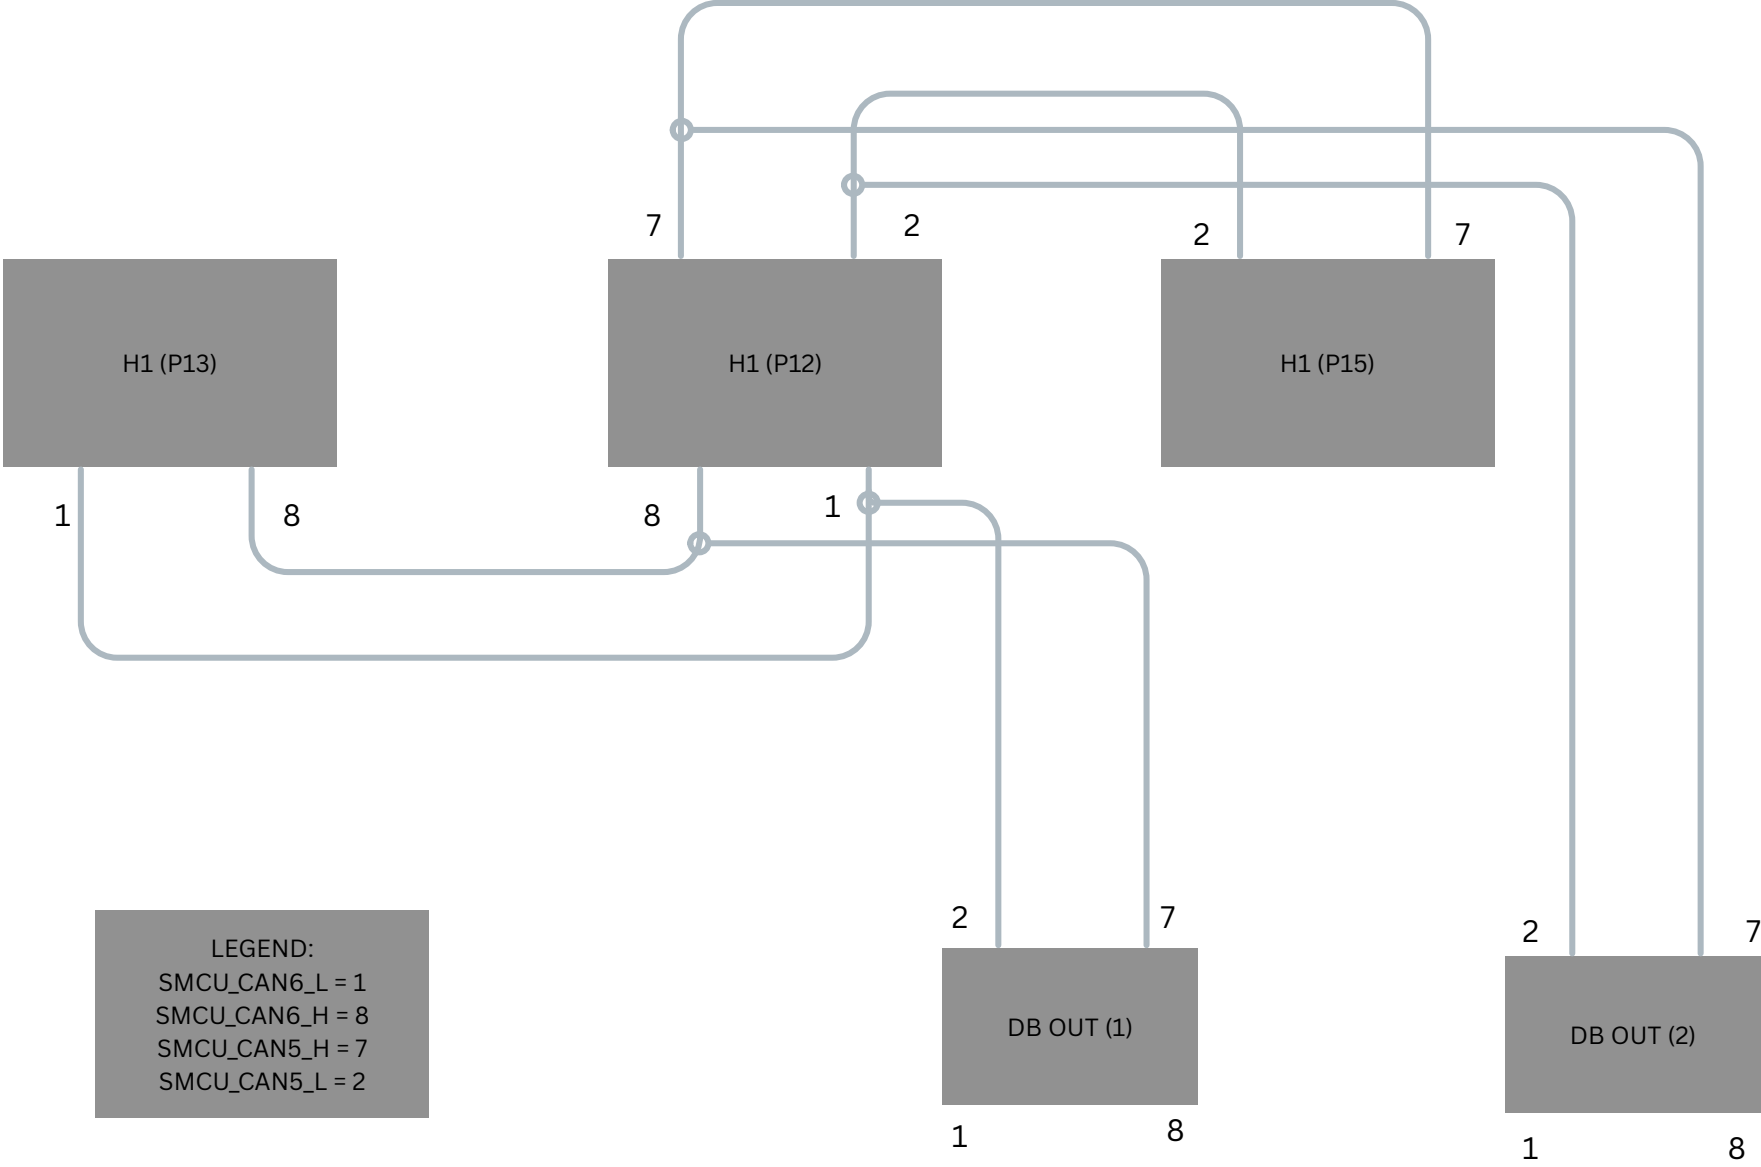 7
2
2
7
H1 (P13)
H1 (P12)
H1 (P15)
1
8
8
1
2
7
2
7
LEGEND:
SMCU_CAN6_L = 1
SMCU_CAN6_H = 8
SMCU_CAN5_H = 7
SMCU_CAN5_L = 2
DB OUT (1)
DB OUT (2)
1
8
1
8